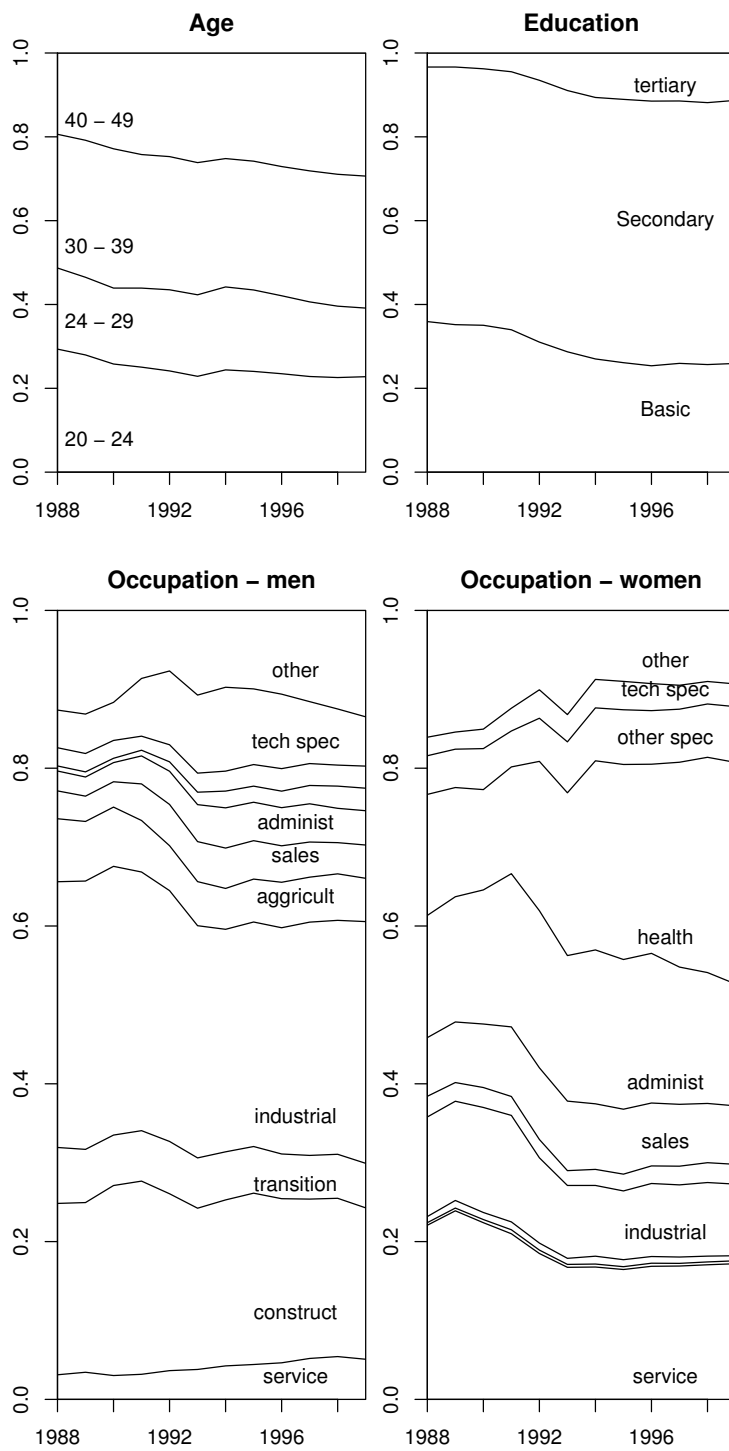 Age
1.0
0.8
0.6
0.4
0.2
0.0
40 – 49
30 – 39
24 – 29
20 – 24
1988 1992 1996
Education
1.0
0.8
0.6
0.4
0.2
0.0
tertiary
Secondary
Basic
1988 1992 1996
Occupation – men
1.0
0.8
0.6
0.4
0.2
0.0
other
tech spec
administ
sales
aggricult
industrial
transition
construct
service
1988 1992 1996
Occupation – women
1.0
0.8
0.6
0.4
0.2
0.0
other
tech spec
other spec
health
administ
sales
industrial
service
1988 1992 1996